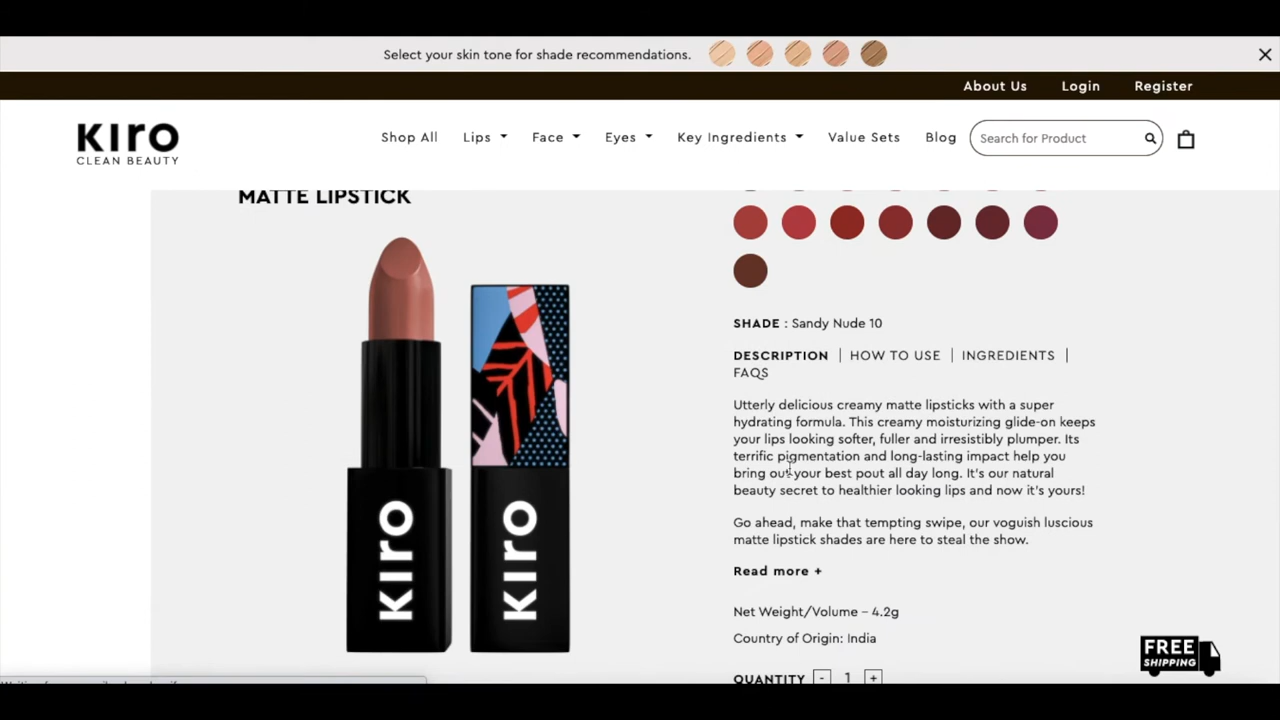 Select your skin tone for shade recommendations.
About Us Login Register
KIRO
CLEAN BEAUTY
Shop All Lips Face Eyes Key Ingredients Value Sets Blog Search for Product
MATTE LIPSTICK
SHADE : Sandy Nude 10
DESCRIPTION | HOW TO USE | INGREDIENTS |
FAQS
Utterly delicious creamy matte lipsticks with a super
hydrating formula. This creamy moisturizing glide-on keeps
your lips looking softer, fuller and irresistibly plumper. Its
terrific pigmentation and long-lasting impact help you
bring out your best pout all day long. It's our natural
beauty secret to healthier looking lips and now it's yours!
Go ahead, make that tempting swipe, our voguish luscious
matte lipstick shades are here to steal the show.
Read more +
Net Weight/Volume – 4.2g
Country of Origin: India
QUANTITY - 1 +
KIRO
KIRO
FREE
SHIPPING